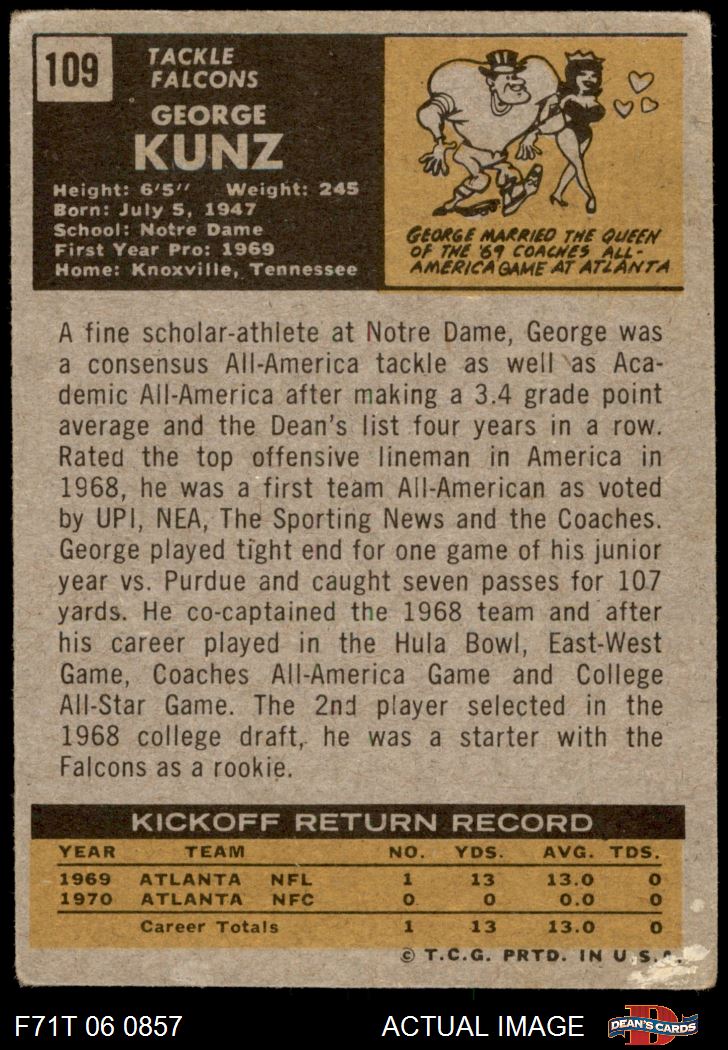 109
TACKLE
FALCONS
GEORGE
KUNZ
Height: 6'5" Weight: 245
Born: July 5, 1947
School: Notre Dame
First Year Pro: 1969
Home: Knoxville, Tennessee
GEORGE MARRIED THE QUEEN
OF THE '69 COACHES ALL-
AMERICA GAME AT ATLANTA
A fine scholar-athlete at Notre Dame, George was
a consensus All-America tackle as well as Aca-
demic All-America after making a 3.4 grade point
average and the Dean's list four years in a row.
Rated the top offensive lineman in America in
1968, he was a first team All-American as voted
by UPI, NEA, The Sporting News and the Coaches.
George played tight end for one game of his junior
year vs. Purdue and caught seven passes for 107
yards. He co-captained the 1968 team and after
his career played in the Hula Bowl, East-West
Game, Coaches All-America Game and College
All-Star Game. The 2nd player selected in the
1968 college draft, he was a starter with the
Falcons as a rookie.
KICKOFF RETURN RECORD
YEAR TEAM NO. YDS. AVG. TDS.
1969 ATLANTA NFL 1 13 13.0 0
1970 ATLANTA NFC 0 0 0.0 0
Career Totals 1 13 13.0 0
© T.C.G. PRTD. IN U.S.A.
F71T 06 0857 ACTUAL IMAGE
D
DEAN'S CARDS